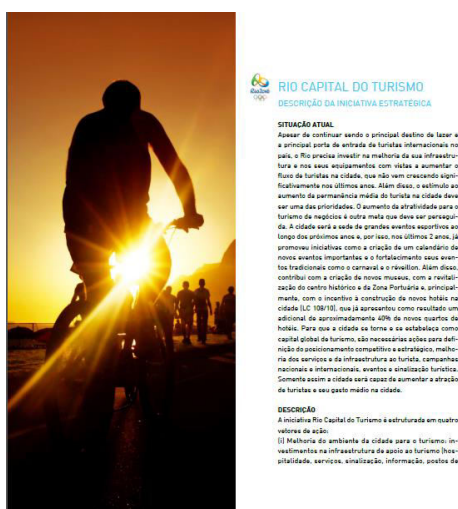 RIO CAPITAL DO TURISMO
DESCRIÇÃO DA INICIATIVA ESTRATÉGICA
SITUAÇÃO ATUAL
Apesar de continuar sendo o principal destino de lazer e
a principal porta de entrada de turistas internacionais no
país, o Rio precisa investir na melhoria da sua infraestru-
tura e nos seus equipamentos com vistas a aumentar o
fluxo de turistas na cidade, que não vem crescendo signi-
ficativamente nos últimos anos. Além disso, o estímulo ao
aumento da permanência média do turista na cidade deve
ser uma das prioridades. O aumento da atratividade para o
turismo de negócios é outra meta que deve ser persegui-
da. A cidade será a sede de grandes eventos esportivos ao
longo dos próximos anos e, por isso, nos últimos 2 anos, já
promoveu iniciativas como a criação de um calendário de
novos eventos importantes e o fortalecimento seus even-
tos tradicionais como o carnaval e o réveillon. Além disso,
contribui com a criação de novos museus, com a revitali-
zação do centro histórico e da Zona Portuária e, principal-
mente, com o incentivo à construção de novos hotéis na
cidade (LC 108/10), que já apresentou como resultado um
adicional de aproximadamente 40% de novos quartos de
hotéis. Para que a cidade se torne e se estabeleça como
capital global de turismo, são necessárias ações para defi-
nição do posicionamento competitivo e estratégico, melho-
ria dos serviços e da infraestrutura ao turista, campanhas
nacionais e internacionais, eventos e sinalização turística.
Somente assim a cidade será capaz de aumentar a atração
de turistas e seu gasto médio na cidade.
DESCRIÇÃO
A iniciativa Rio Capital do Turismo é estruturada em quatro
vetores de ação:
(i) Melhoria do ambiente da cidade para o turismo: in-
vestimentos na infraestrutura de apoio ao turismo (hos-
pitalidade, serviços, sinalização, informação, postos de